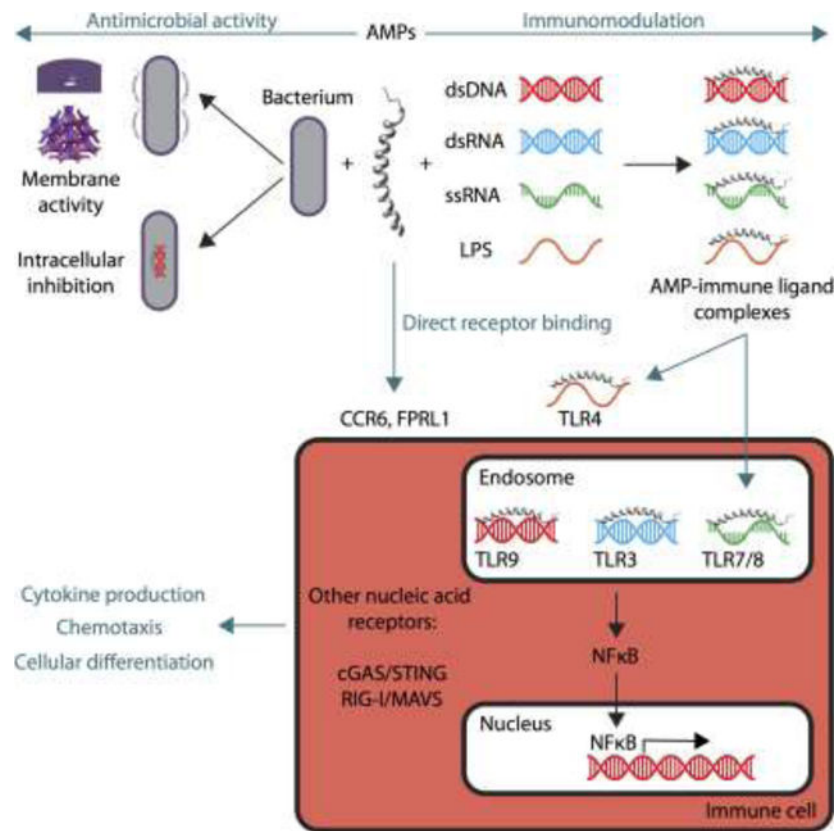 Antimicrobial activity
AMPs
Immunomodulation
Bacterium
dsDNA
dsRNA
ssRNA
LPS
+
+
Membrane
activity
Intracellular
inhibition
AMP-immune ligand
complexes
Direct receptor binding
CCR6, FPRL1
TLR4
Endosome
TLR9
TLR3
TLR7/8
Cytokine production
Chemotaxis
Cellular differentiation
Other nucleic acid
receptors:
cGAS/STING
RIG-I/MAVS
NFκB
Nucleus
NFκB
Immune cell